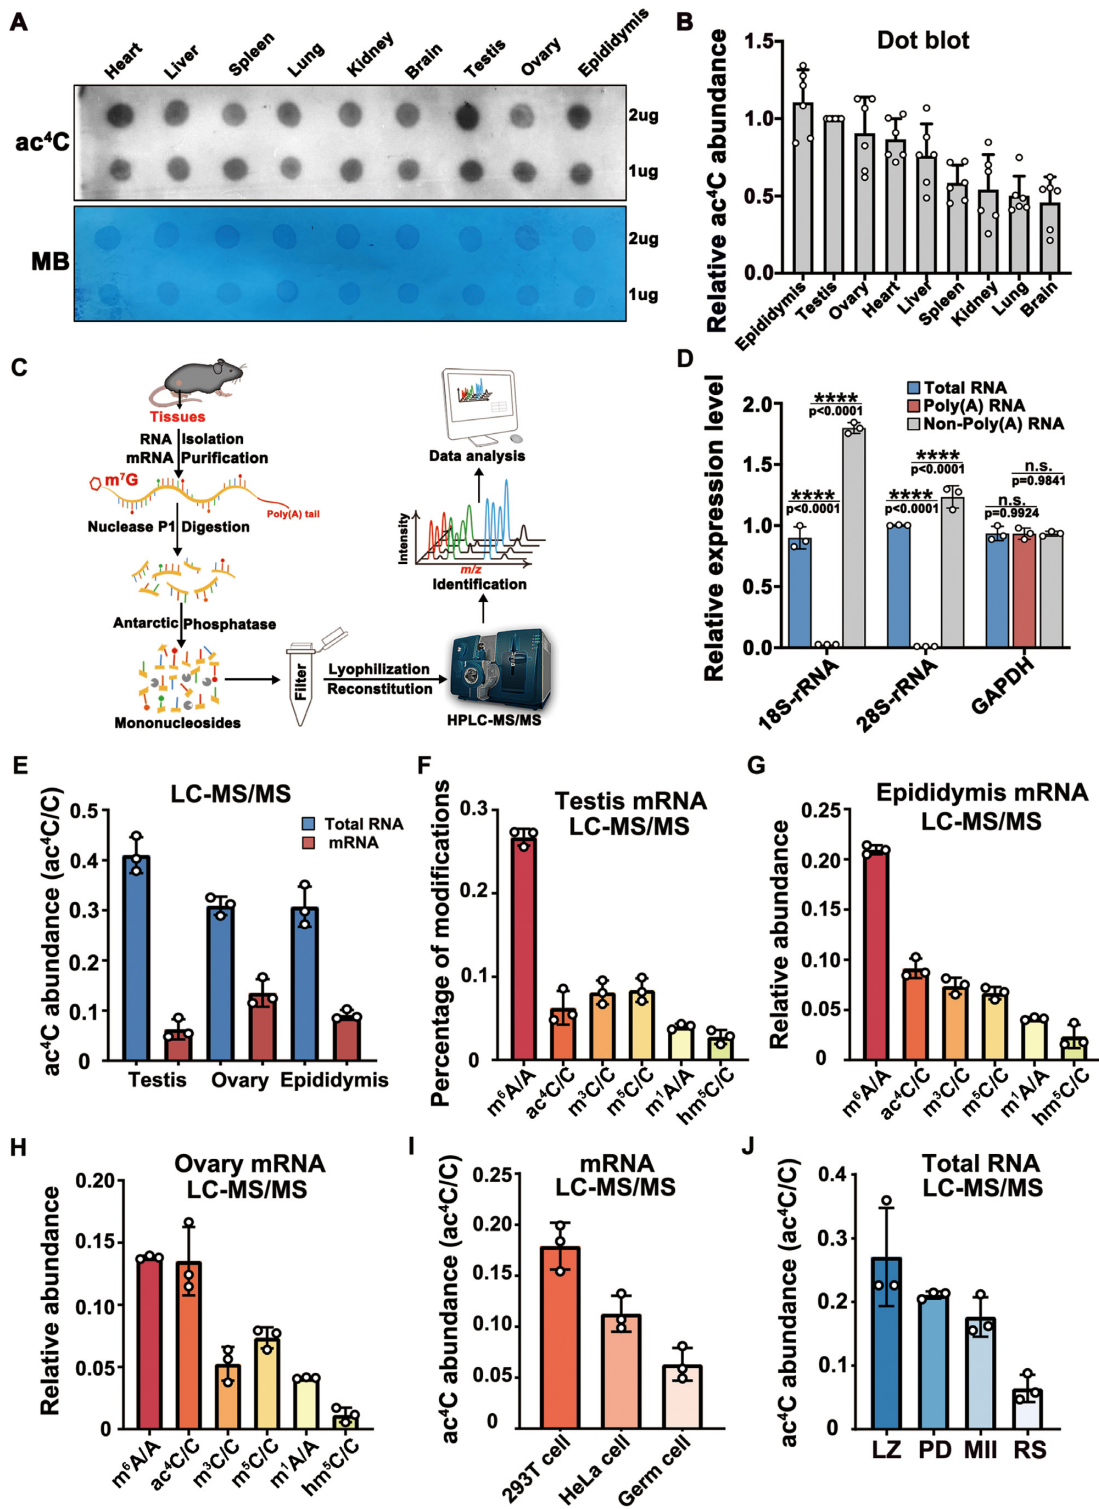 A
Heart
Liver
Spleen
Lung
Kidney
Brain
Testis
Ovary
Epididymis
ac⁴C
2ug
1ug
MB
2ug
1ug
B
Dot blot
Relative ac⁴C abundance
1.5
1.0
0.5
0.0
Epididymis
Testis
Ovary
Heart
Liver
Spleen
Kidney
Lung
Brain
C
Tissues
RNA Isolation
mRNA Purification
m⁷G
Poly(A) tail
Nuclease P1 Digestion
Antarctic Phosphatase
Mononucleosides
Filter
Lyophilization
Reconstitution
HPLC-MS/MS
Identification
Intensity
m/z
Data analysis
D
Relative expression level
2.0
1.5
1.0
0.5
0
Total RNA
Poly(A) RNA
Non-Poly(A) RNA
****
p<0.0001
****
p<0.0001
****
p<0.0001
****
p<0.0001
n.s.
p=0.9841
n.s.
p=0.9924
18S-rRNA
28S-rRNA
GAPDH
E
LC-MS/MS
ac⁴C abundance (ac⁴C/C)
0.5
0.4
0.3
0.2
0.1
0
Total RNA
mRNA
Testis
Ovary
Epididymis
F
Testis mRNA
LC-MS/MS
Percentage of modifications
0.3
0.2
0.1
0
m⁶A/A
ac⁴C/C
m³C/C
m⁵C/C
m¹A/A
hm⁵C/C
G
Epididymis mRNA
LC-MS/MS
Relative abundance
0.25
0.20
0.10
0.05
0
m⁶A/A
ac⁴C/C
m³C/C
m⁵C/C
m¹A/A
hm⁵C/C
H
Ovary mRNA
LC-MS/MS
Relative abundance
0.20
0.15
0.10
0.05
0
m⁶A/A
ac⁴C/C
m³C/C
m⁵C/C
m¹A/A
hm⁵C/C
I
mRNA
LC-MS/MS
ac⁴C abundance (ac⁴C/C)
0.25
0.20
0.15
0.10
0.05
0
293T cell
HeLa cell
Germ cell
J
Total RNA
LC-MS/MS
ac⁴C abundance (ac⁴C/C)
0.4
0.3
0.2
0.1
0
LZ
PD
MII
RS